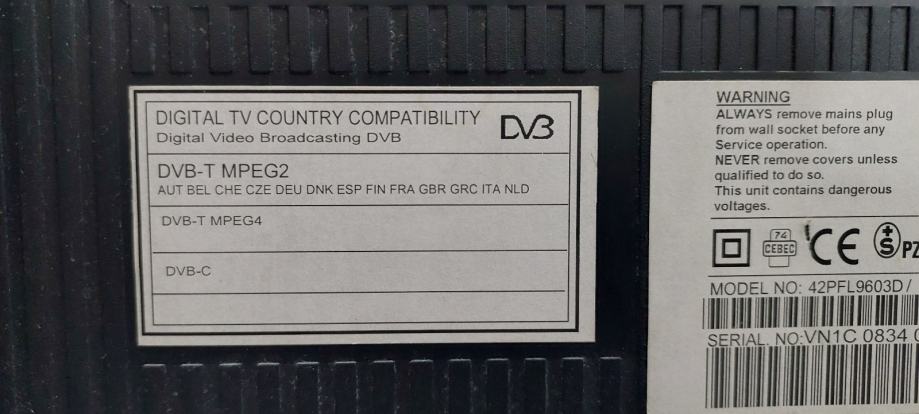 DIGITAL TV COUNTRY COMPATIBILITY
Digital Video Broadcasting DVB
DVB
DVB-T MPEG2
AUT BEL CHE CZE DEU DNK ESP FIN FRA GBR GRC ITA NLD
DVB-T MPEG4
DVB-C
WARNING
ALWAYS remove mains plug
from wall socket before any
Service operation.
NEVER remove covers unless
qualified to do so.
This unit contains dangerous
voltages.
74
CEBEC
CE
S
PZ
MODEL NO: 42PFL9603D/
SERIAL. NO:VN1C 0834